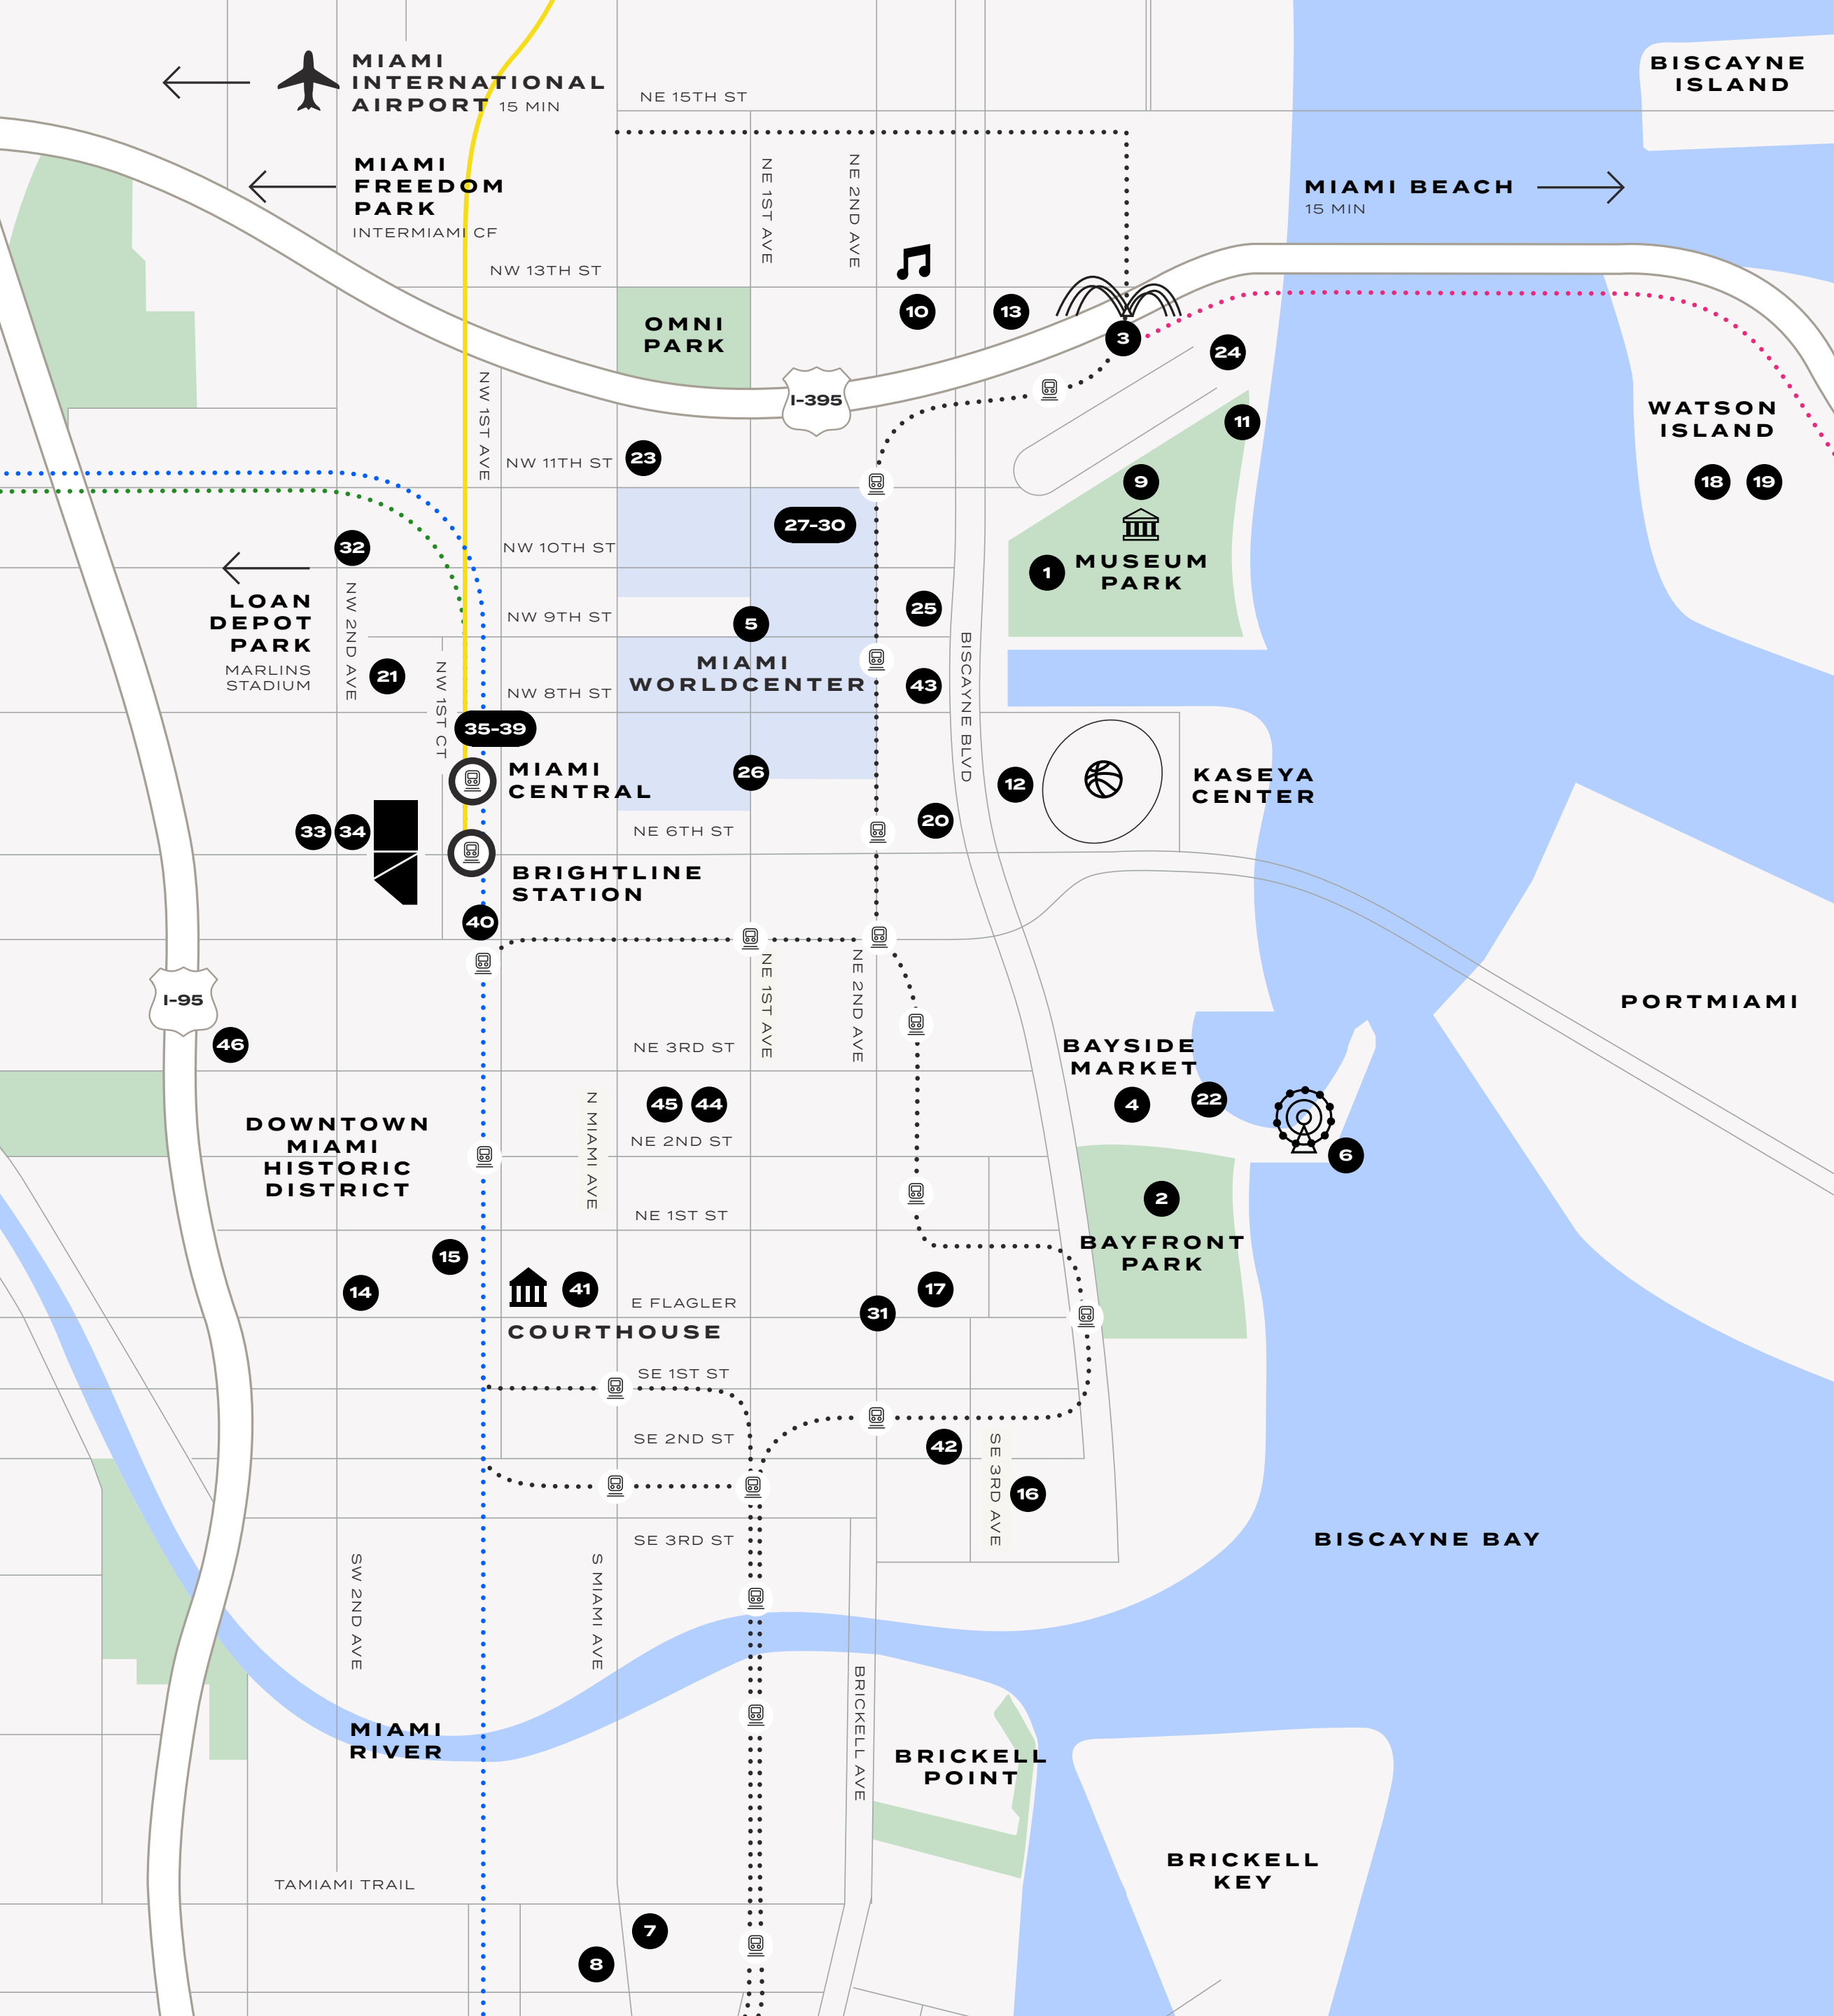 MIAMI
INTERNATIONAL
AIRPORT 15 MIN
BISCAYNE
ISLAND
NE 15TH ST
MIAMI
FREEDOM
PARK
INTERMIAMI CF
NE 1ST AVE
NE 2ND AVE
MIAMI BEACH
15 MIN
NW 13TH ST
10
13
OMNI
PARK
3
24
I-395
NW 1ST AVE
11
WATSON
ISLAND
NW 11TH ST
23
9
18
19
27-30
32
NW 10TH ST
1
MUSEUM
PARK
LOAN
DEPOT
PARK
MARLINS
STADIUM
NW 2ND AVE
NW 9TH ST
5
25
21
NW 1ST CT
MIAMI
WORLDCENTER
BISCAYNE BLVD
NW 8TH ST
43
35-39
MIAMI
CENTRAL
26
12
KASEYA
CENTER
33
34
NE 6TH ST
20
BRIGHTLINE
STATION
40
I-95
NE 1ST AVE
NE 2ND AVE
PORTMIAMI
46
NE 3RD ST
BAYSIDE
MARKET
45
44
4
22
DOWNTOWN
MIAMI
HISTORIC
DISTRICT
N MIAMI AVE
NE 2ND ST
6
2
NE 1ST ST
BAYFRONT
PARK
15
14
41
17
E FLAGLER
31
COURTHOUSE
SE 1ST ST
SE 2ND ST
42
SE 3RD AVE
16
SE 3RD ST
BISCAYNE BAY
SW 2ND AVE
S MIAMI AVE
BRICKELL AVE
MIAMI
RIVER
BRICKELL
POINT
BRICKELL
KEY
TAMIAMI TRAIL
7
8